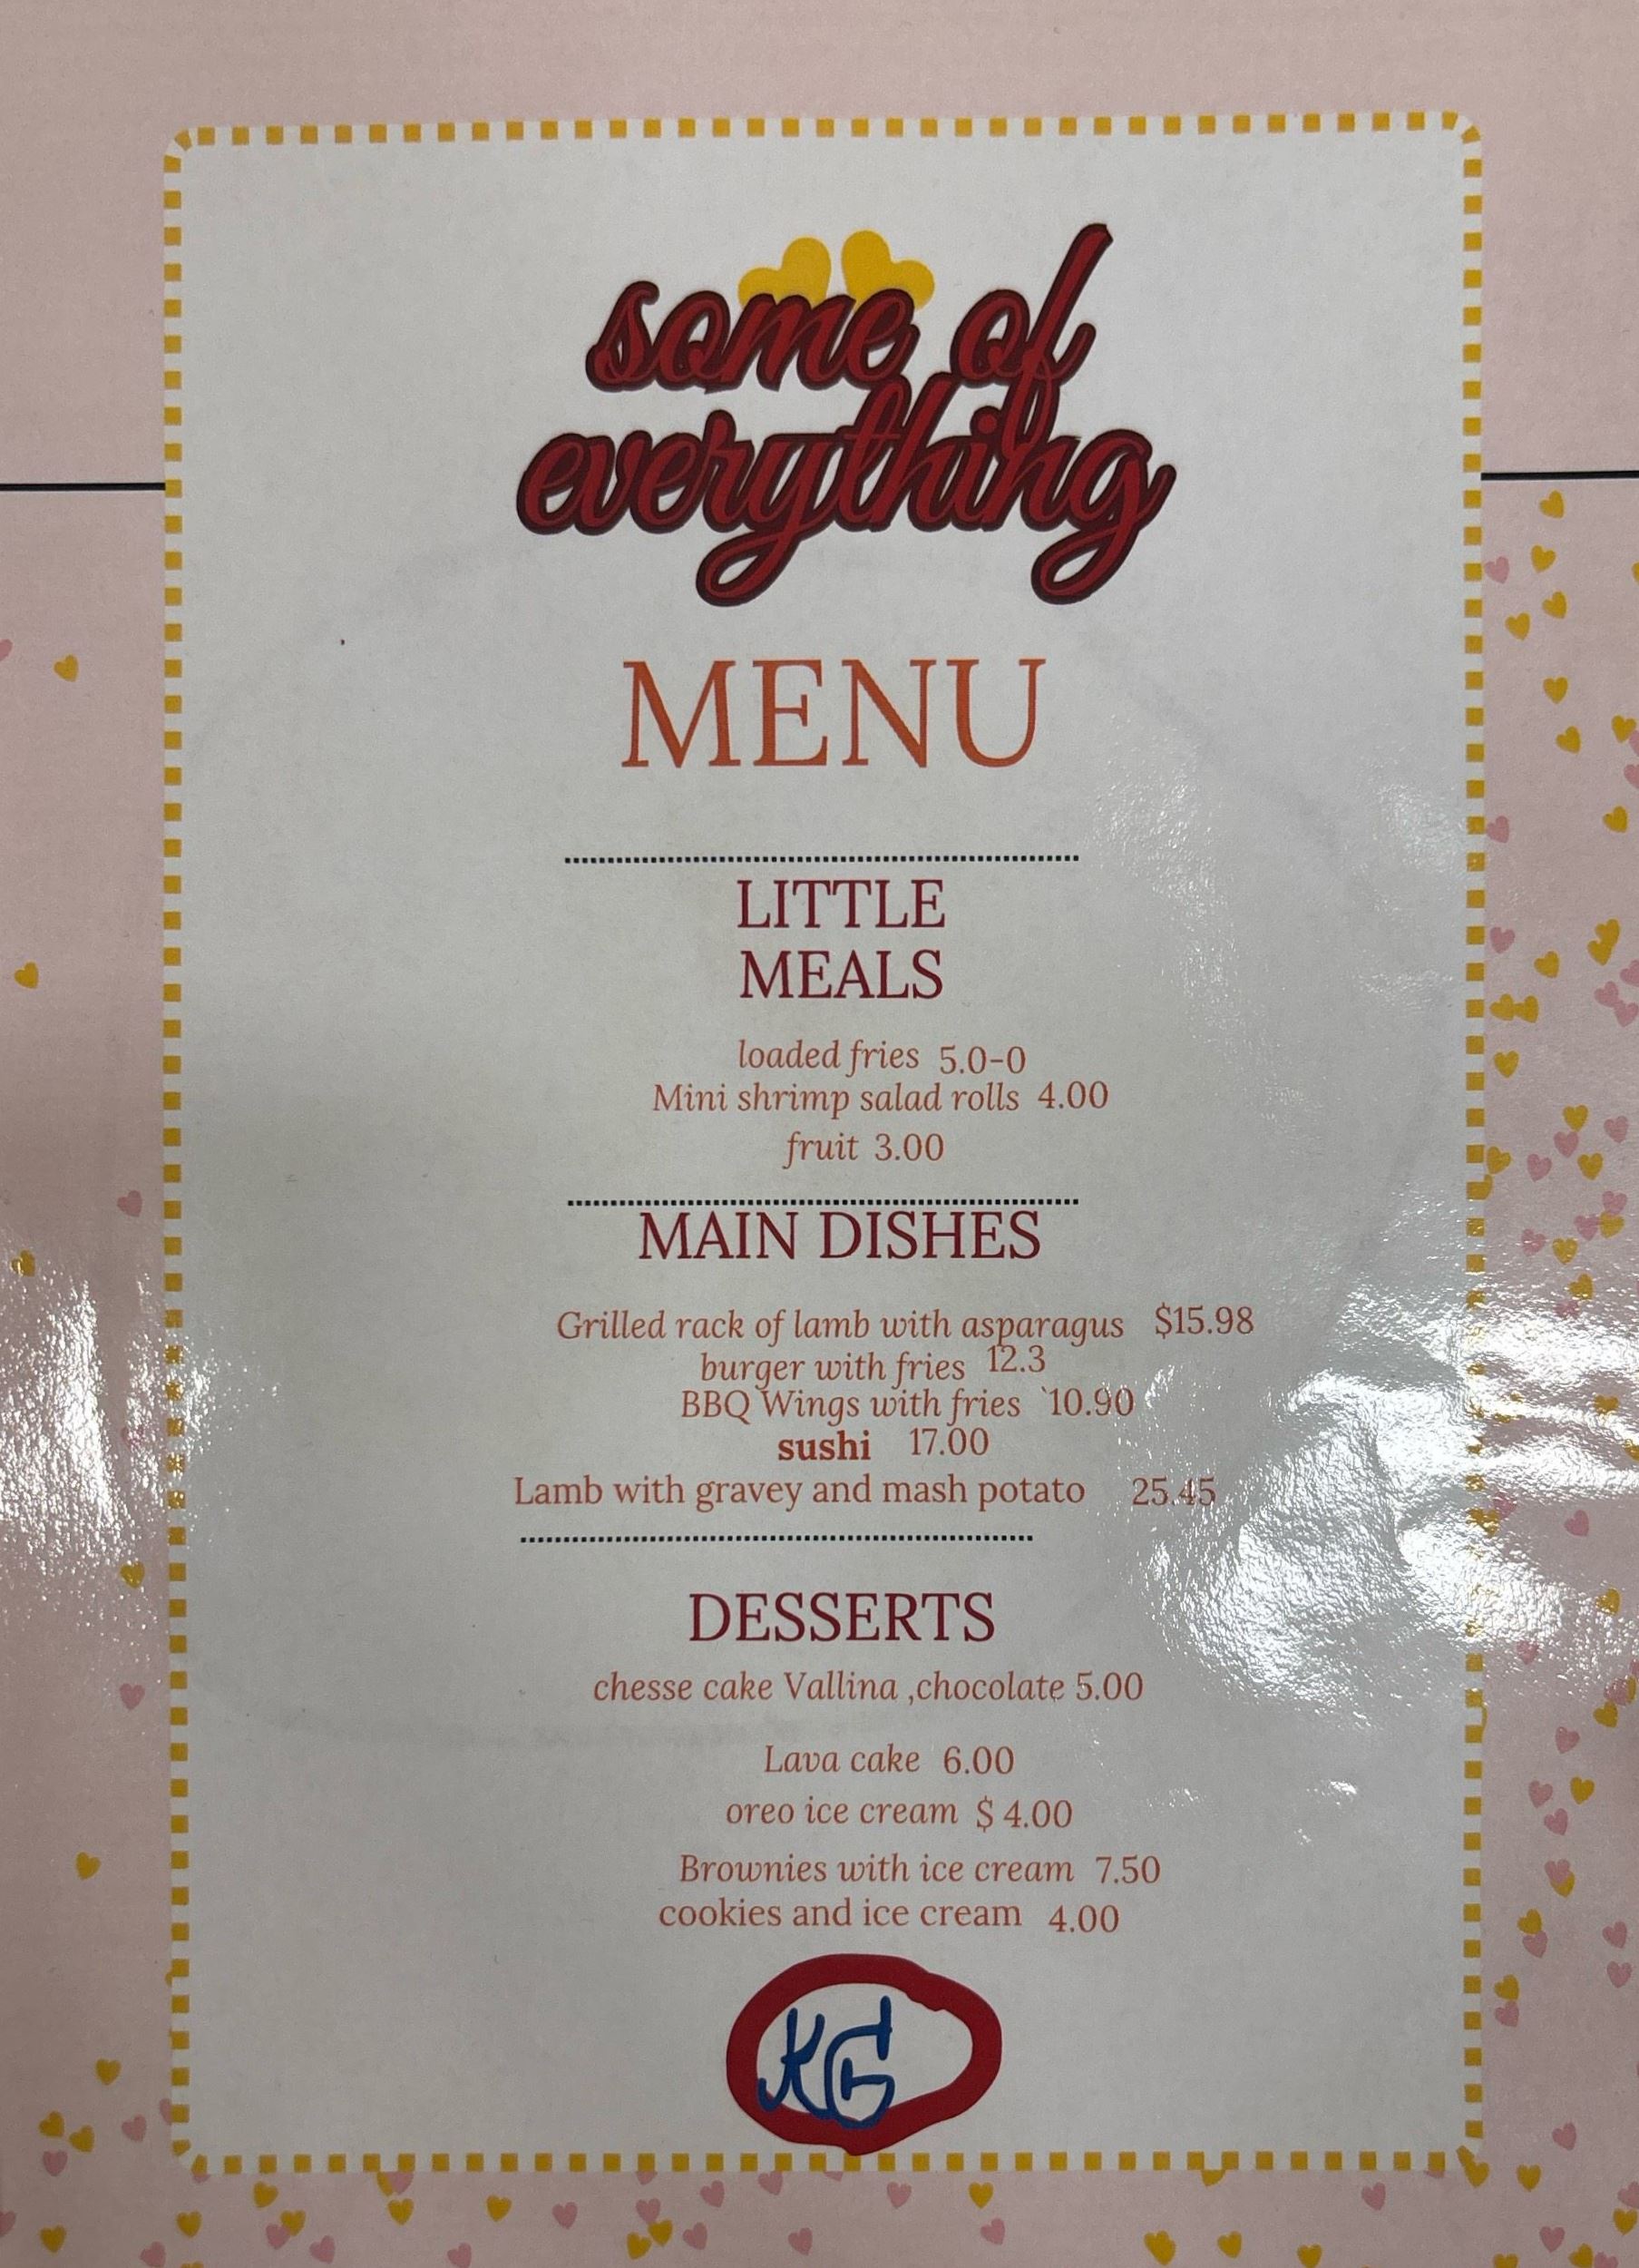 some of
everything
MENU
LITTLE
MEALS
loaded fries 5.0-0
Mini shrimp salad rolls 4.00
fruit 3.00
MAIN DISHES
Grilled rack of lamb with asparagus $15.98
burger with fries 12.3
BBQ Wings with fries `10.90
sushi 17.00
Lamb with gravey and mash potato 25.45
DESSERTS
chesse cake Vallina ,chocolate 5.00
Lava cake 6.00
oreo ice cream $ 4.00
Brownies with ice cream 7.50
cookies and ice cream 4.00
KG